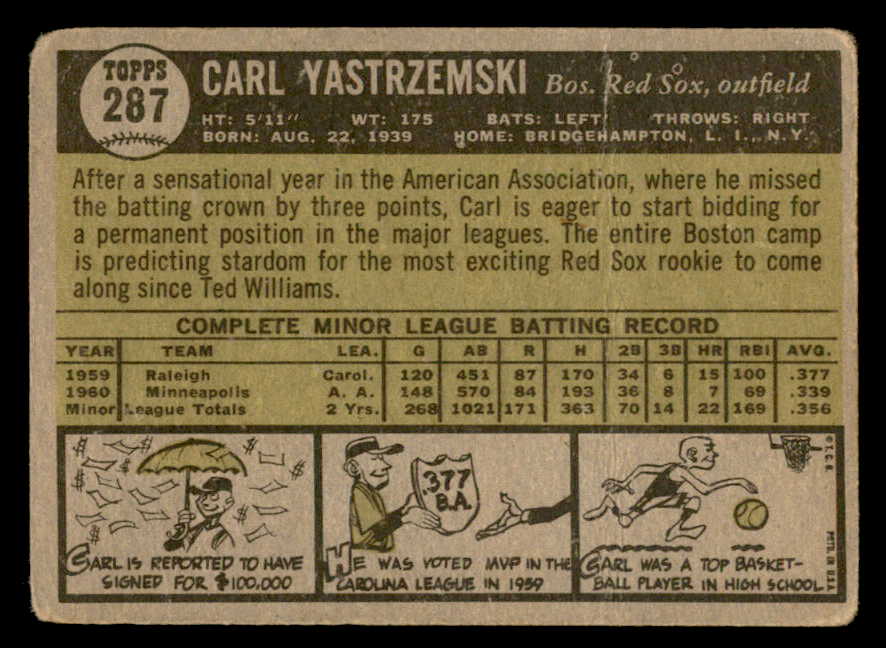 TOPPS
287
CARL YASTRZEMSKI Bos. Red Sox, outfield
HT: 5'11" WT: 175 BATS: LEFT THROWS: RIGHT
BORN: AUG. 22, 1939 HOME: BRIDGEHAMPTON, L. I., N.Y.
After a sensational year in the American Association, where he missed
the batting crown by three points, Carl is eager to start bidding for
a permanent position in the major leagues. The entire Boston camp
is predicting stardom for the most exciting Red Sox rookie to come
along since Ted Williams.
COMPLETE MINOR LEAGUE BATTING RECORD
YEAR TEAM LEA. G AB R H 2B 3B HR RBI AVG.
1959 Raleigh Carol. 120 451 87 170 34 6 15 100 .377
1960 Minneapolis A. A. 148 570 84 193 36 8 7 69 .339
Minor League Totals 2 Yrs. 268 1021 171 363 70 14 22 169 .356
$ $ $ $ $
.377
B.A.
CARL IS REPORTED TO HAVE
SIGNED FOR $100,000
HE WAS VOTED MVP IN THE
CAROLINA LEAGUE IN 1959
CARL WAS A TOP BASKET-
BALL PLAYER IN HIGH SCHOOL
© T.C.G. PRTD. IN U.S.A.